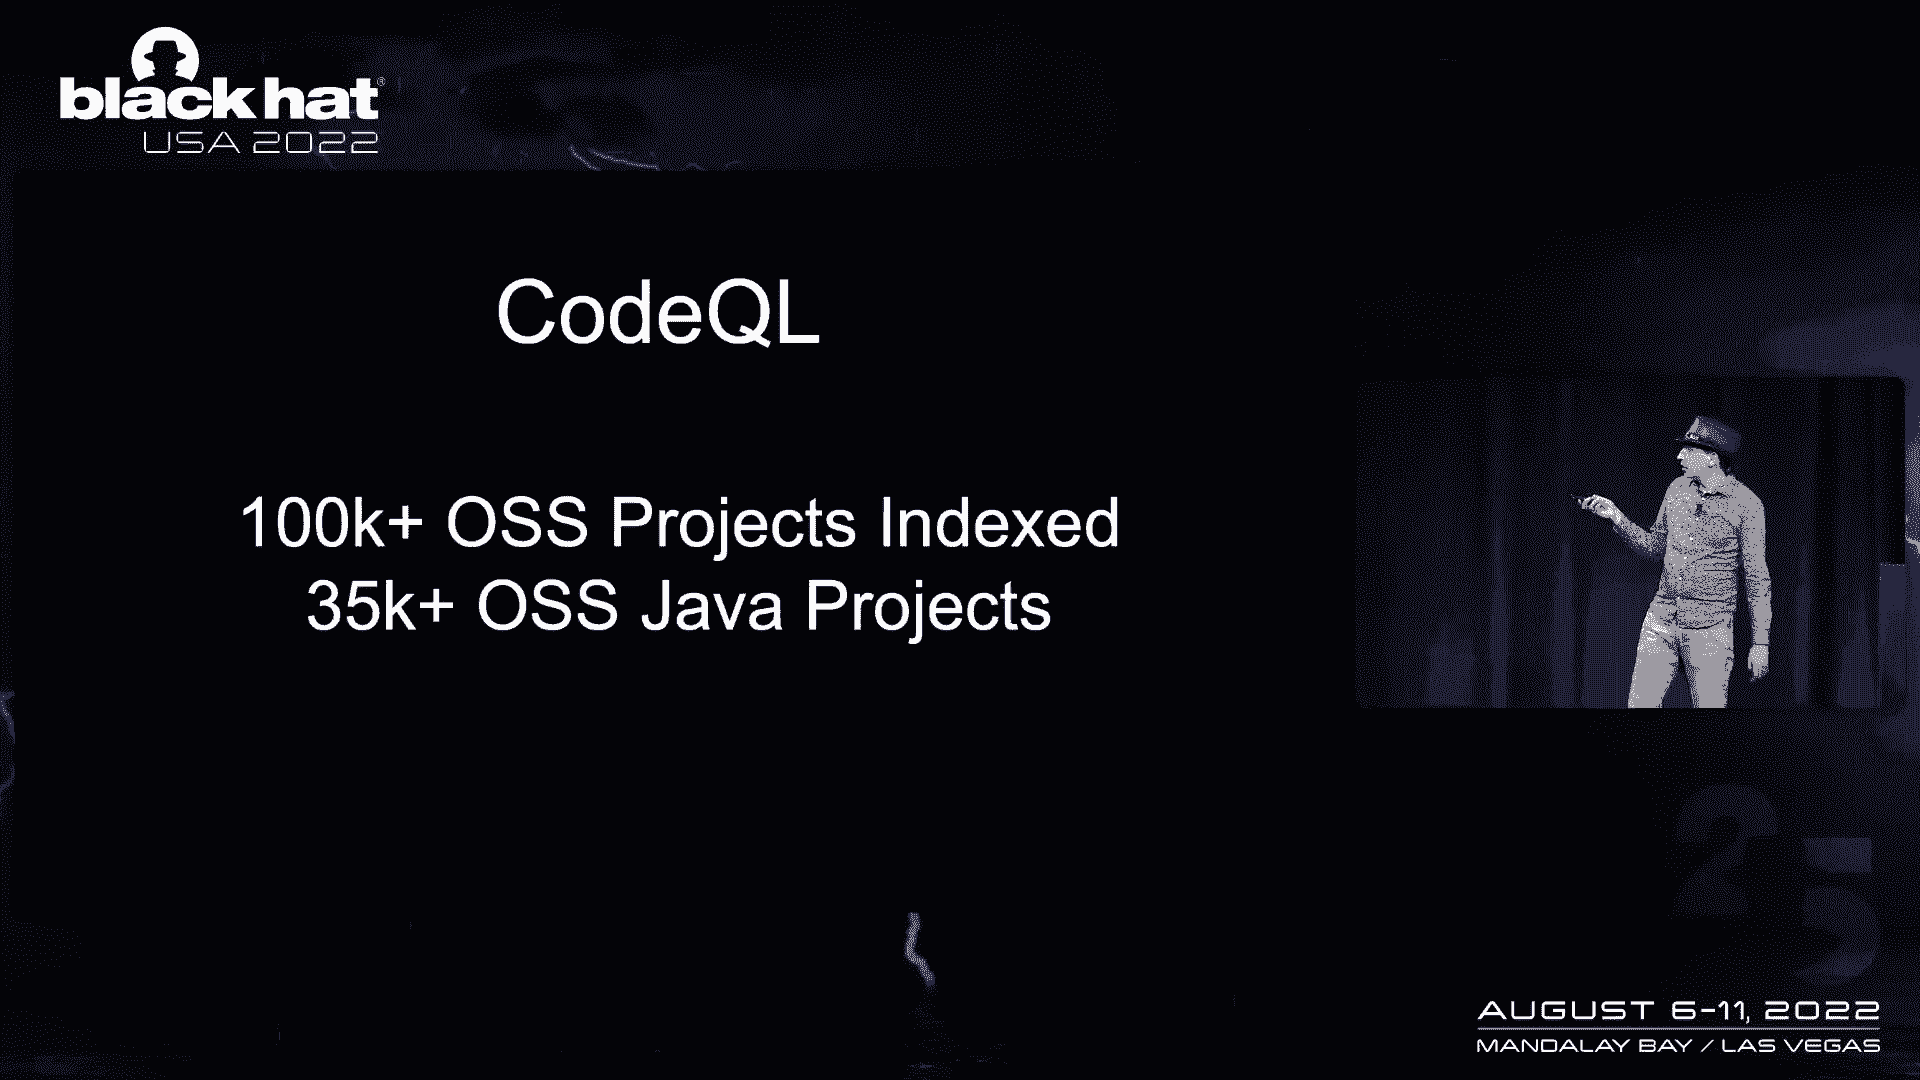 black hat®
USA 2022
CodeQL
100k+ OSS Projects Indexed
35k+ OSS Java Projects
25
AUGUST 6-11, 2022
MANDALAY BAY / LAS VEGAS